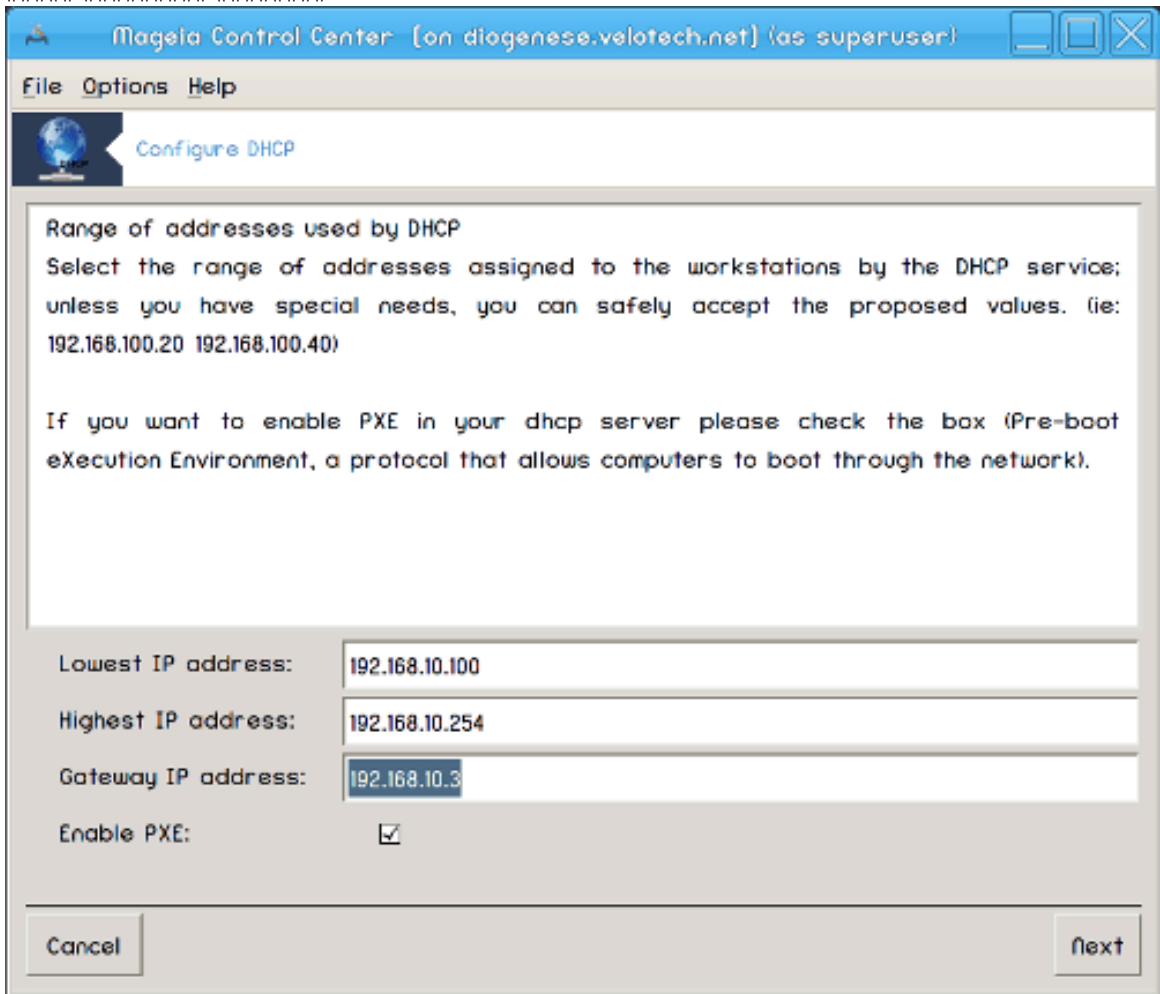 Mageia Control Center [on diogenese.velotech.net] (as superuser)
File Options Help
Configure DHCP
Range of addresses used by DHCP
Select the range of addresses assigned to the workstations by the DHCP service;
unless you have special needs, you can safely accept the proposed values. (ie:
192.168.100.20 192.168.100.40)
If you want to enable PXE in your dhcp server please check the box (Pre-boot
eXecution Environment, a protocol that allows computers to boot through the network).
Lowest IP address: 192.168.10.100
Highest IP address: 192.168.10.254
Gateway IP address: 192.168.10.3
Enable PXE:
Cancel Next